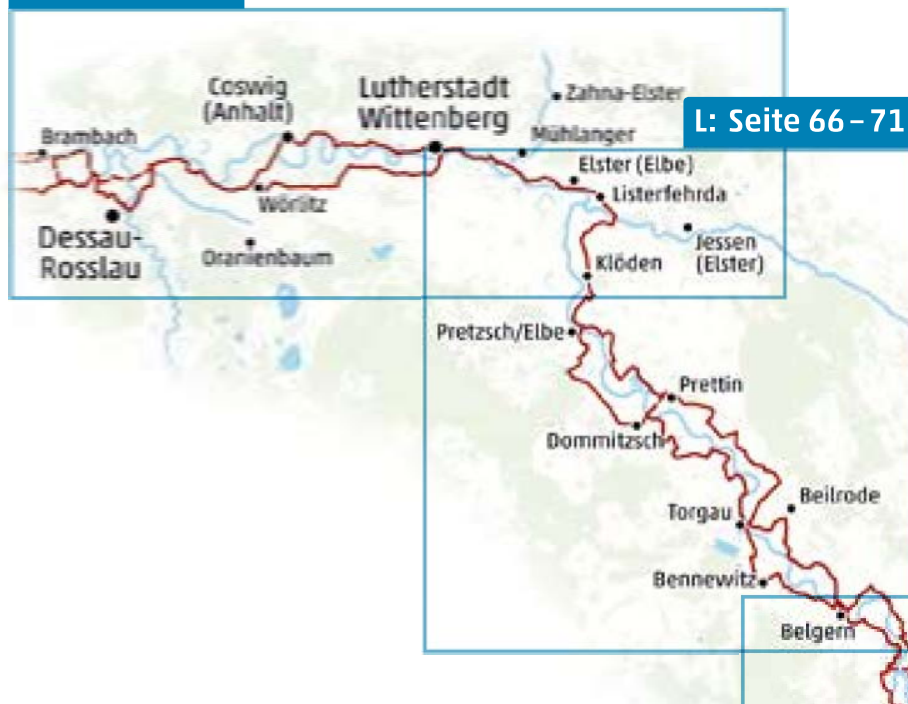 Coswig
(Anhalt)
Lutherstadt
Wittenberg
Zahna-Elster
L: Seite 66–71
Brambach
Mühlanger
Elster (Elbe)
Listerfehrda
Wörlitz
Dessau-
Rosslau
Oranienbaum
Jessen
(Elster)
Klöden
Pretzsch/Elbe
Prettin
Dommitzsch
Beilrode
Torgau
Bennewitz
Belgern